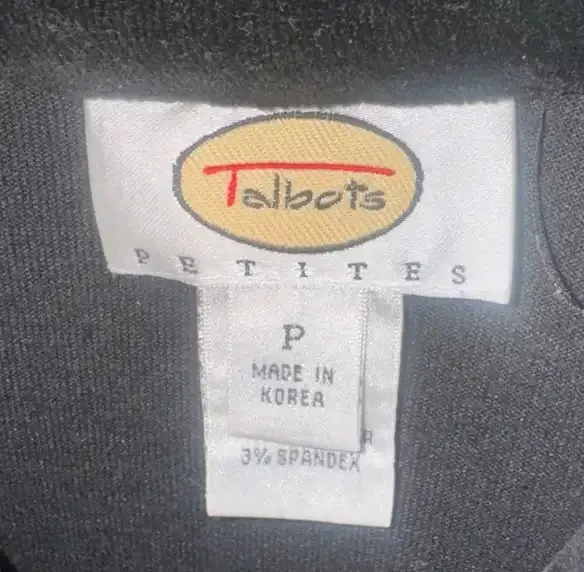 Talbots
PETITES
P
MADE IN
KOREA
R
3% SPANDEX